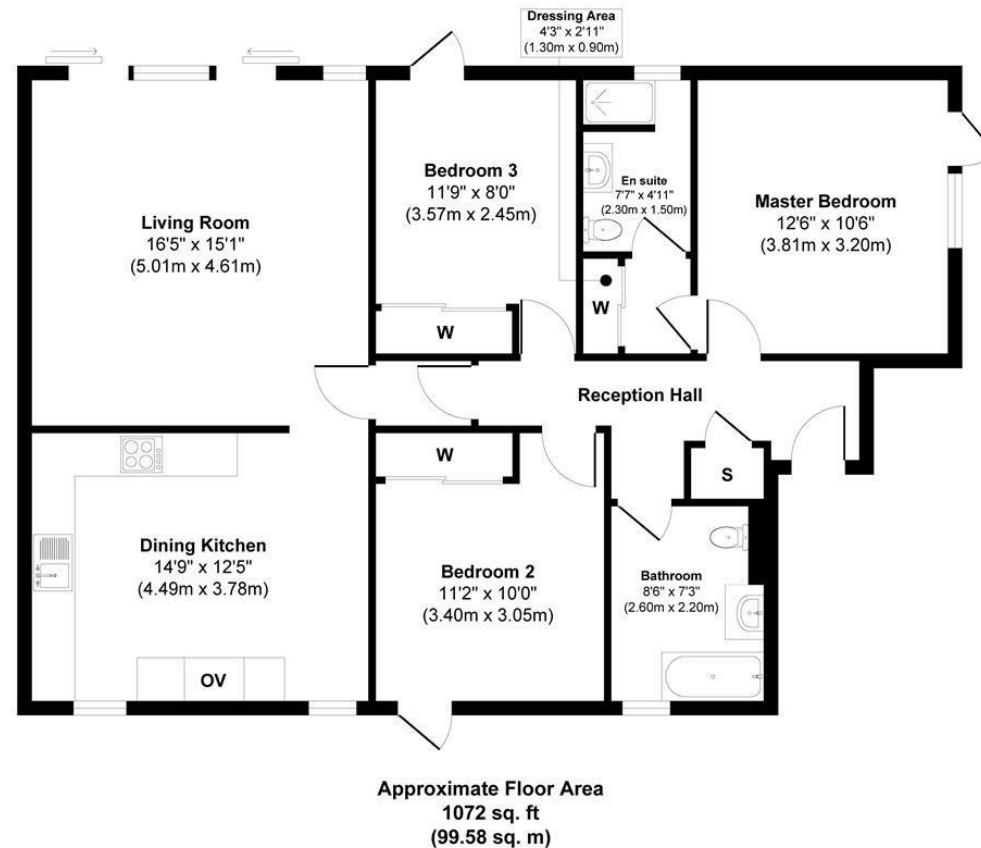 Dressing Area
4'3" x 2'11"
(1.30m x 0.90m)
Living Room
16'5" x 15'1"
(5.01m x 4.61m)
Bedroom 3
11'9" x 8'0"
(3.57m x 2.45m)
W
En suite
7'7" x 4'11"
(2.30m x 1.50m)
W
Master Bedroom
12'6" x 10'6"
(3.81m x 3.20m)
Reception Hall
Dining Kitchen
14'9" x 12'5"
(4.49m x 3.78m)
OV
W
Bedroom 2
11'2" x 10'0"
(3.40m x 3.05m)
S
Bathroom
8'6" x 7'3"
(2.60m x 2.20m)
Approximate Floor Area
1072 sq. ft
(99.58 sq. m)